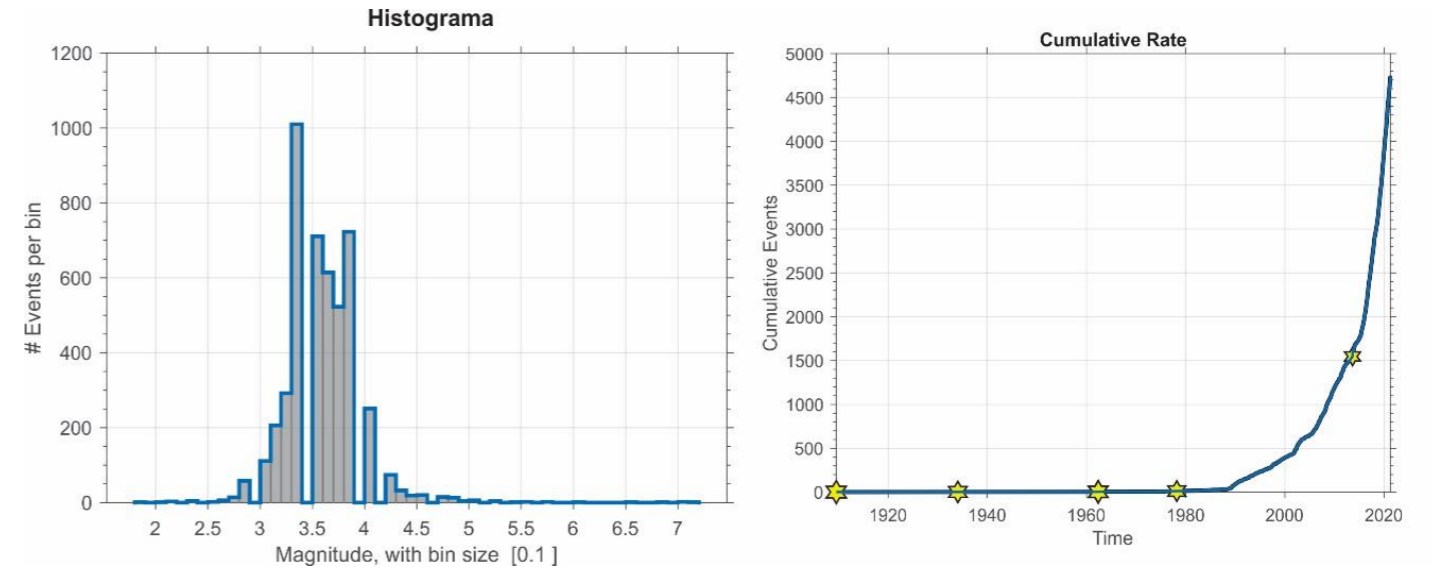 Histograma
1200
1000
800
600
400
200
0
# Events per bin
2 2.5 3 3.5 4 4.5 5 5.5 6 6.5 7
Magnitude, with bin size [0.1 ]
Cumulative Rate
5000
4500
4000
3500
3000
2500
2000
1500
1000
500
0
Cumulative Events
1920 1940 1960 1980 2000 2020
Time